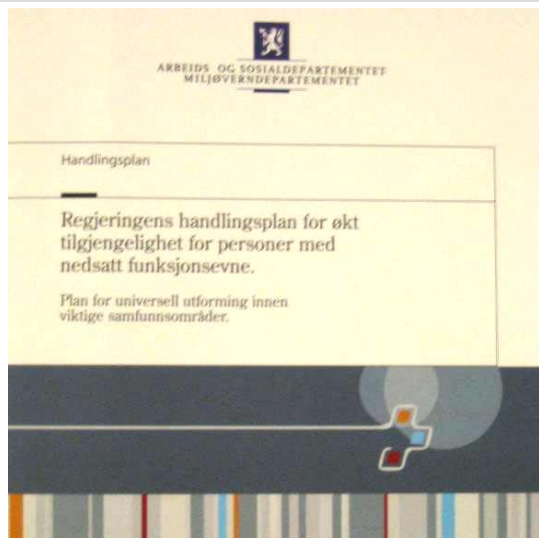 ARBEIDS- OG SOSIALDEPARTEMENTET
MILJØVERNDEPARTEMENTET
Handlingsplan
Regjeringens handlingsplan for økt
tilgjengelighet for personer med
nedsatt funksjonsevne.
Plan for universell utforming innen
viktige samfunnsområder.